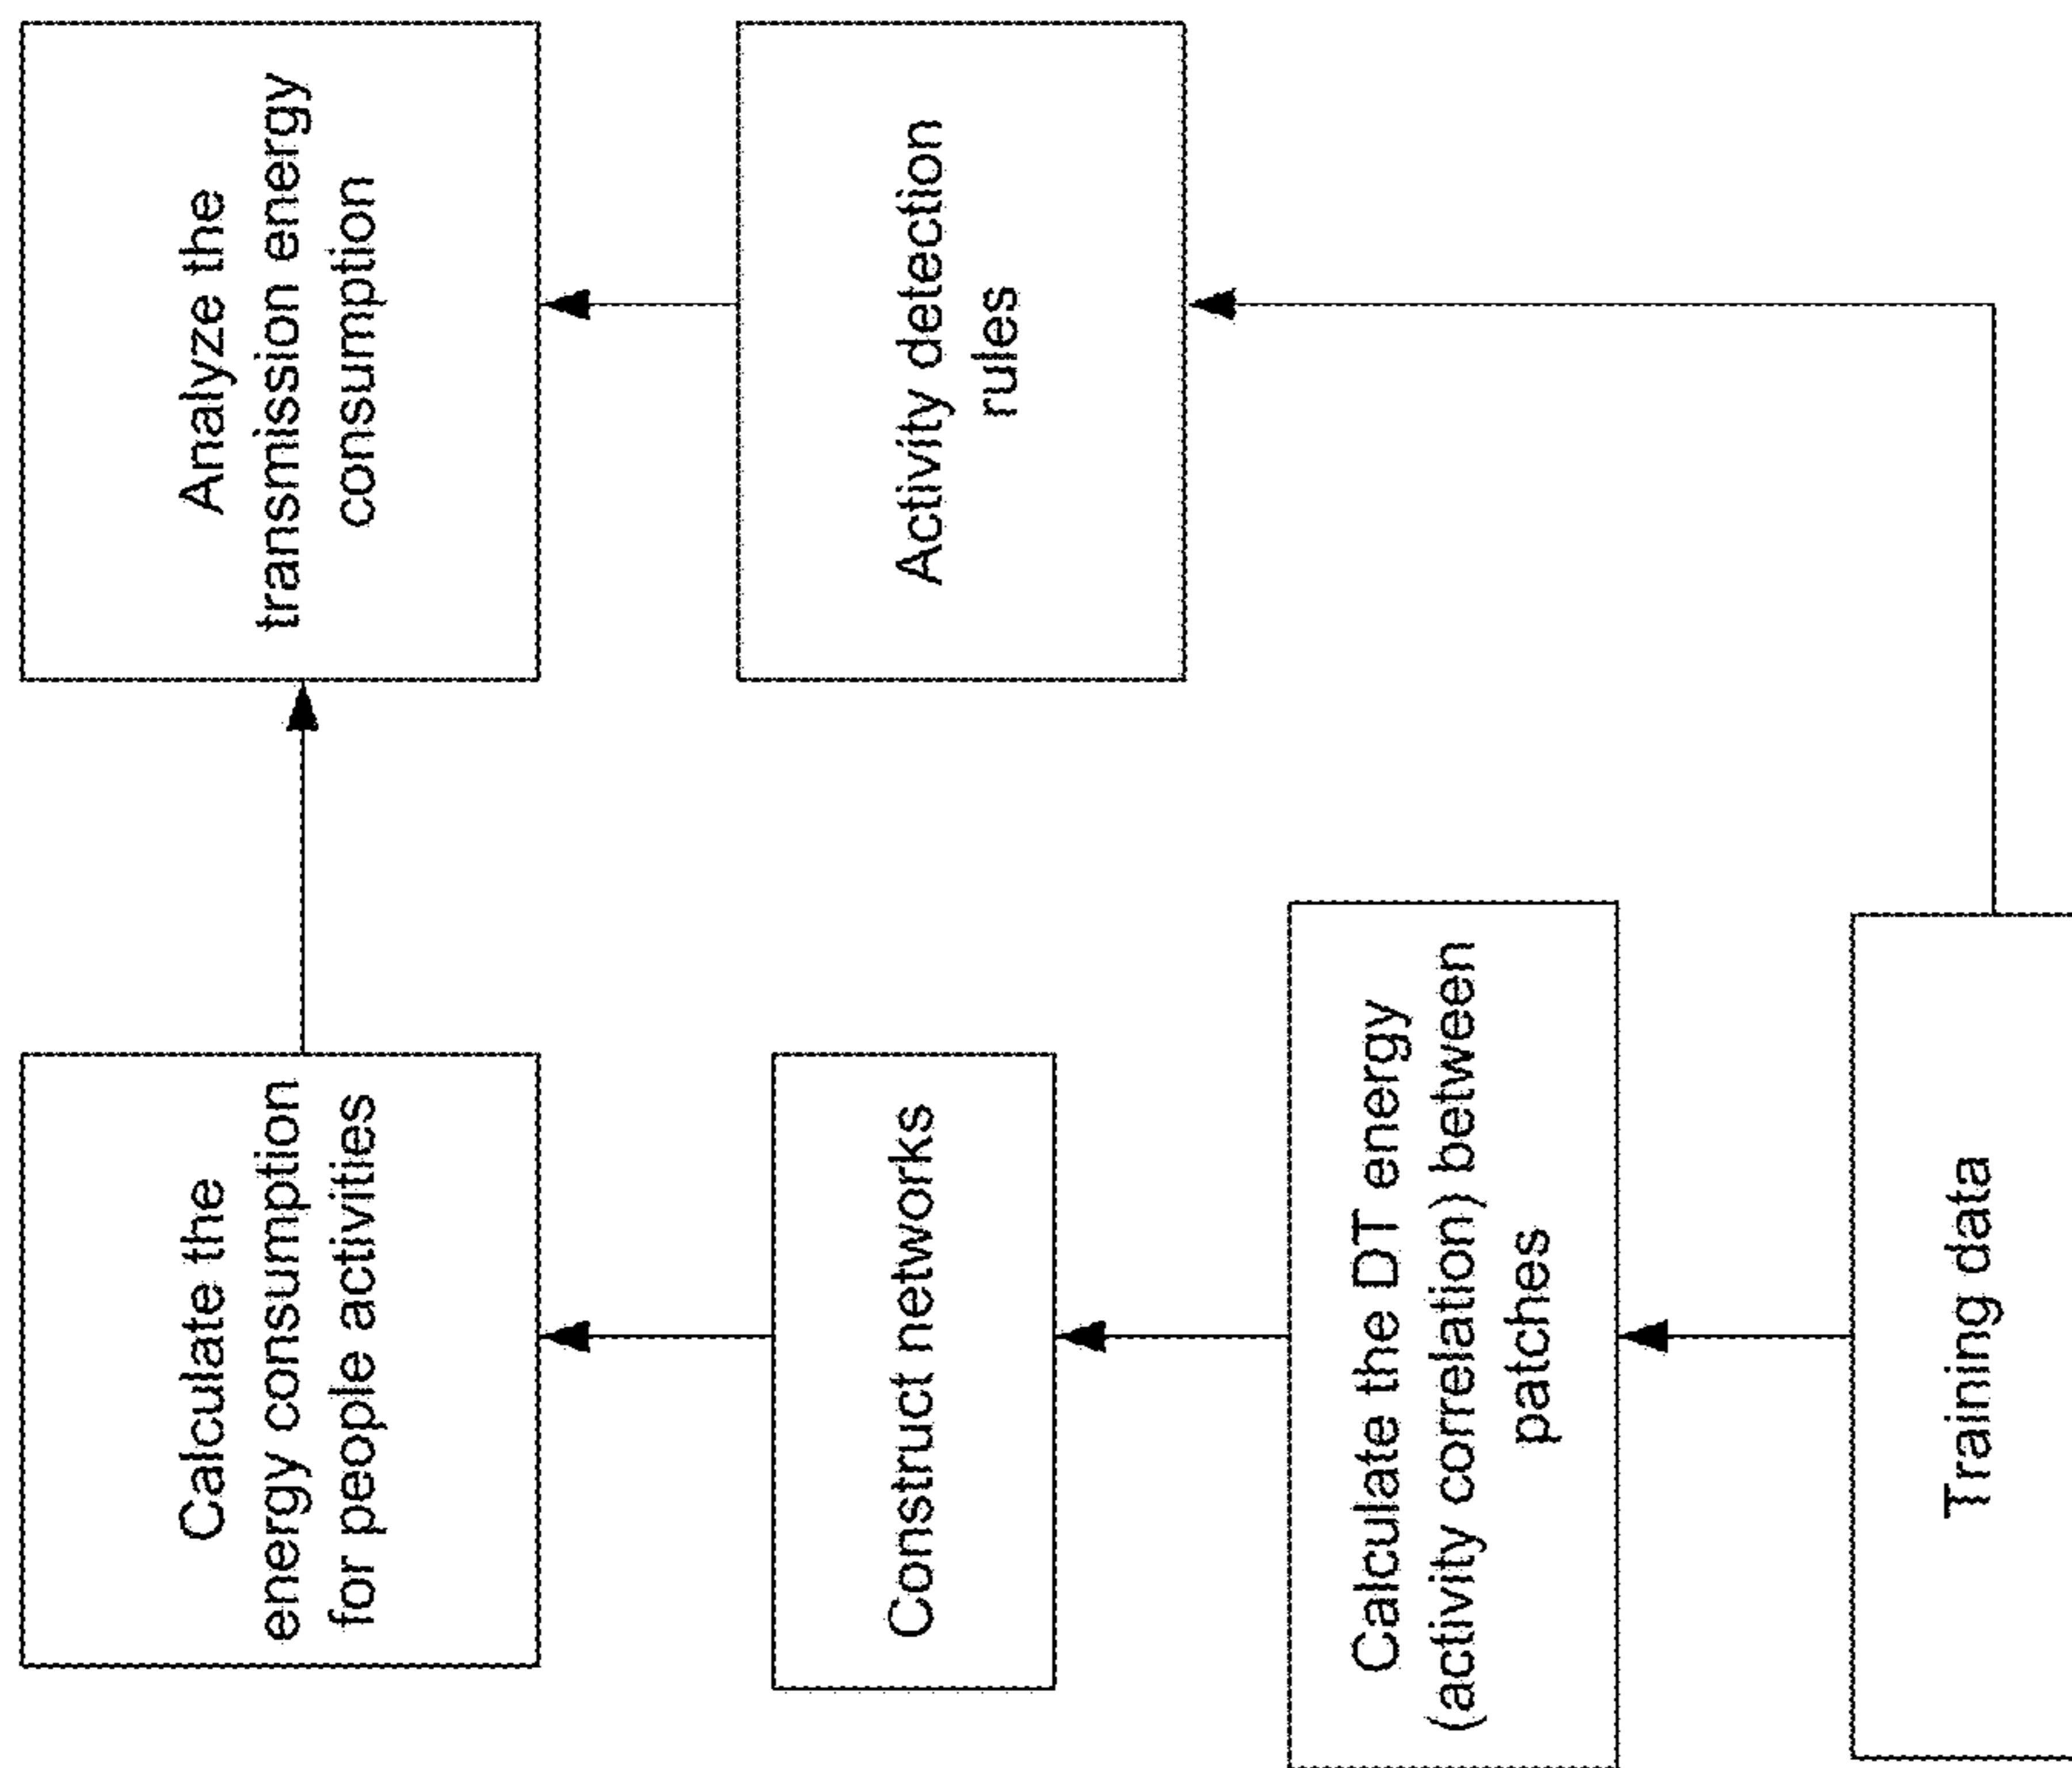 Calculate the
energy consumption
for people activities
Analyze the
transmission energy
consumption
Construct networks
Activity detection
rules
Calculate the DT energy
(activity correlation) between
patches
Training data